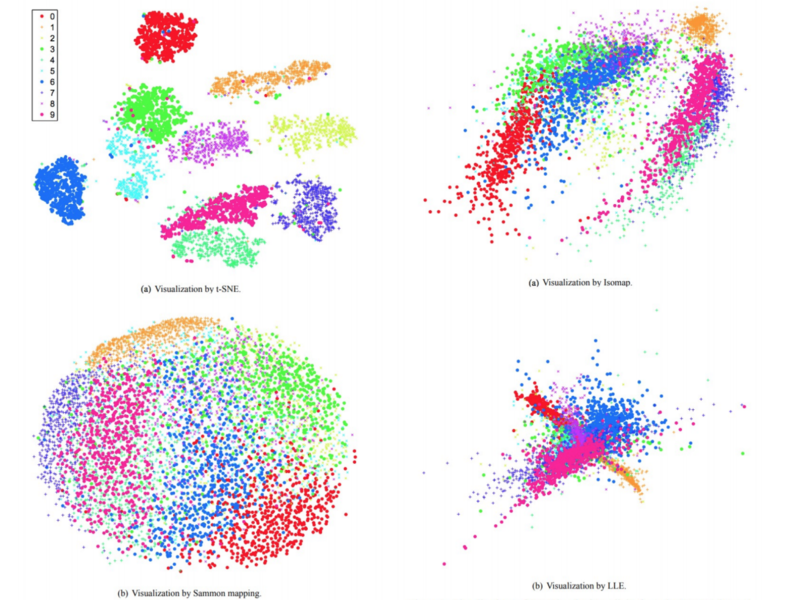 0
1
2
3
4
5
6
7
8
9
(a) Visualization by t-SNE.
(a) Visualization by Isomap.
(b) Visualization by Sammon mapping.
(b) Visualization by LLE.